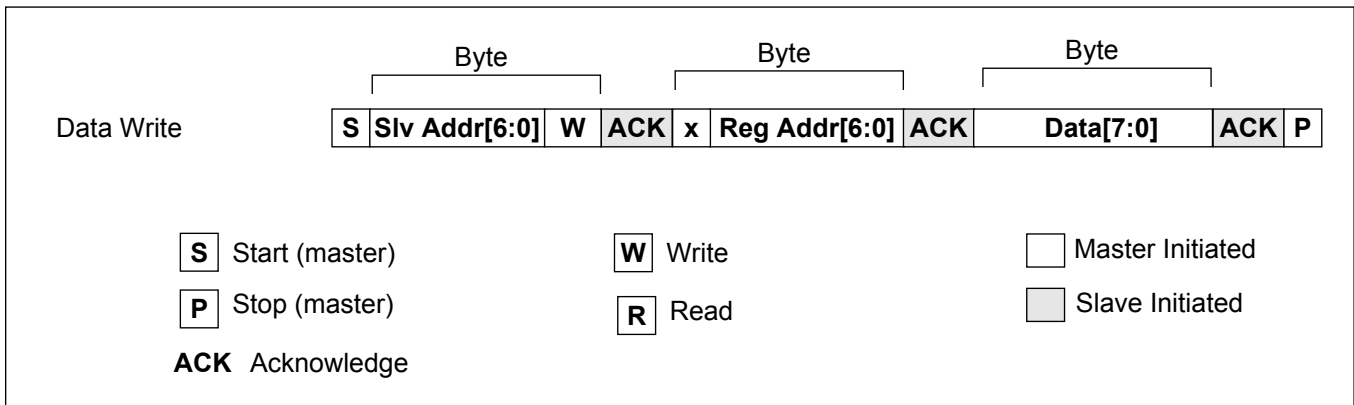 Byte Byte Byte
Data Write S Slv Addr[6:0] W ACK x Reg Addr[6:0] ACK Data[7:0] ACK P
S Start (master) W Write Master Initiated
P Stop (master) R Read Slave Initiated
ACK Acknowledge